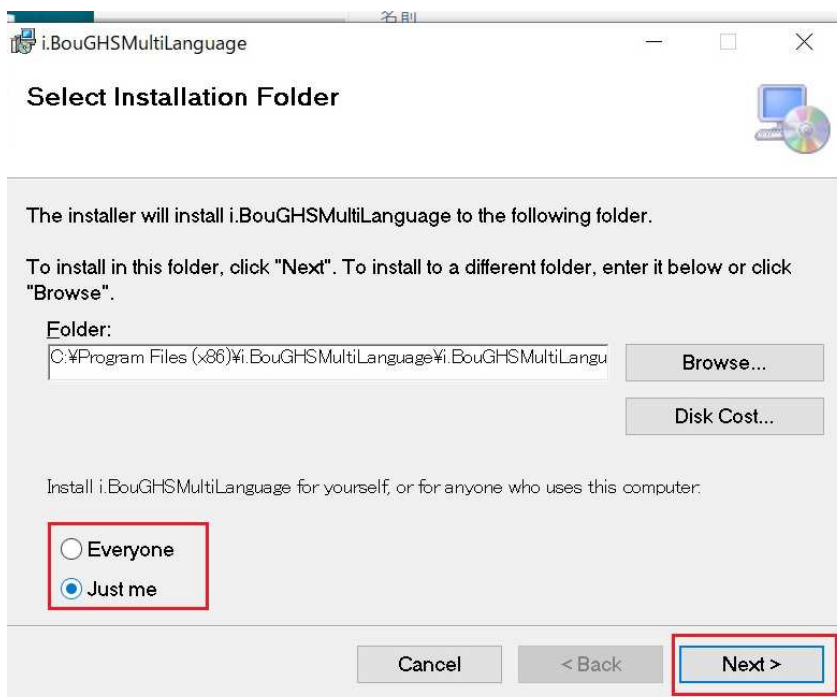 名前
i.BouGHSMultiLanguage
Select Installation Folder
The installer will install i.BouGHSMultiLanguage to the following folder.
To install in this folder, click "Next". To install to a different folder, enter it below or click
"Browse".
Folder:
C:¥Program Files (x86)¥i.BouGHSMultiLanguage¥i.BouGHSMultiLangu
Browse...
Disk Cost...
Install i.BouGHSMultiLanguage for yourself, or for anyone who uses this computer:
Everyone
Just me
Cancel
< Back
Next >